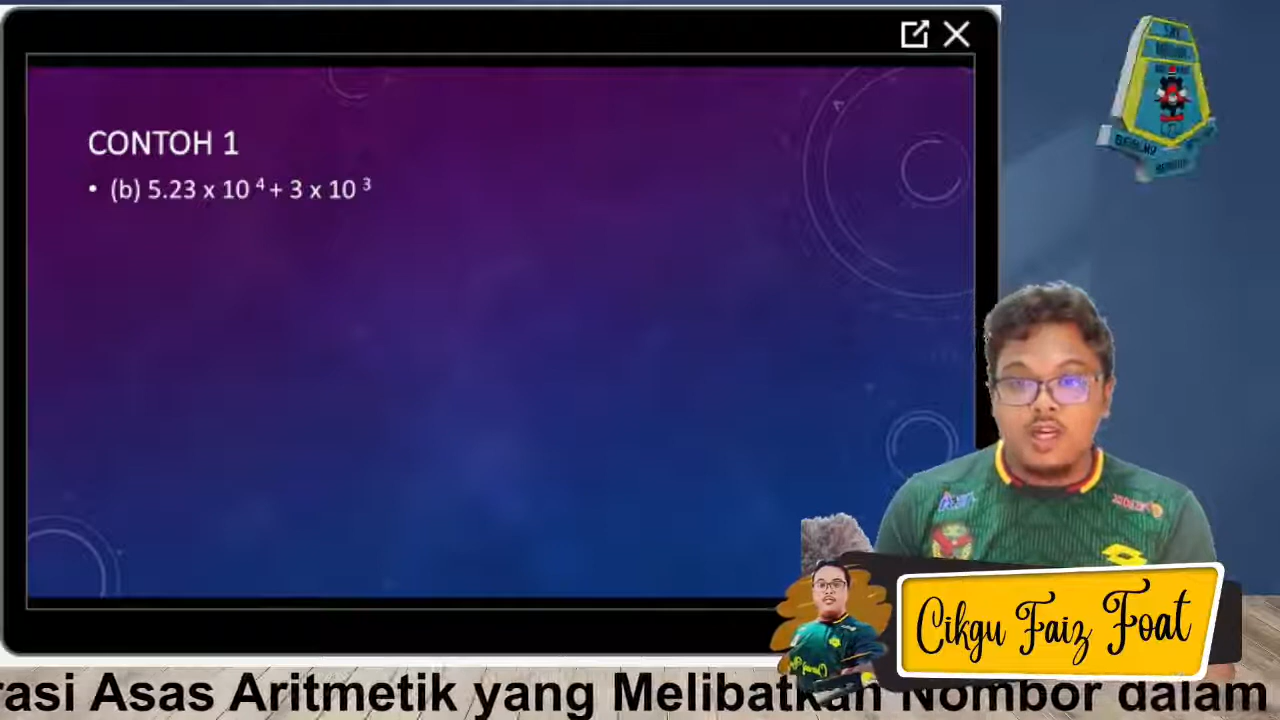 CONTOH 1
• (b) 5.23 x 10 ⁴ + 3 x 10 ³
Cikgu Faiz Foat
rasi Asas Aritmetik yang Melibatkan Nombor dalam